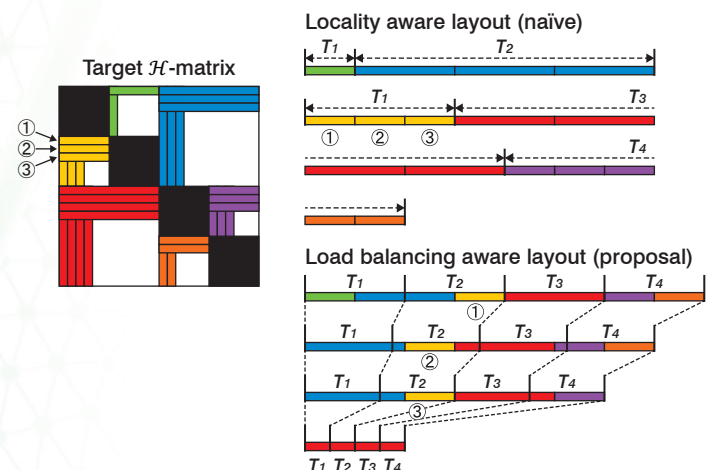 Locality aware layout (naïve)
T1 T2
Target ℋ-matrix
T1 T3
①
②
③
① ② ③
T4
Load balancing aware layout (proposal)
T1 T2 T3 T4
①
T1 T2 T3 T4
②
T1 T2 T3 T4
③
T1 T2 T3 T4